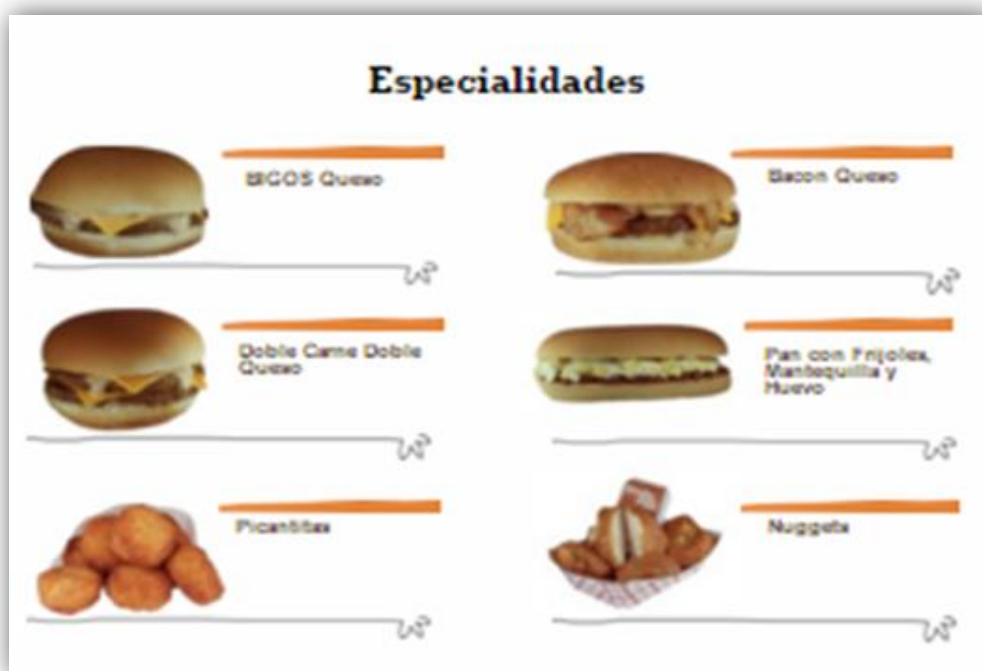 Especialidades
BIGOS Queso
Bacon Queso
Doble Carne Doble
Queso
Pan con Frijoles,
Mantequilla y
Huevo
Picantitas
Nuggets